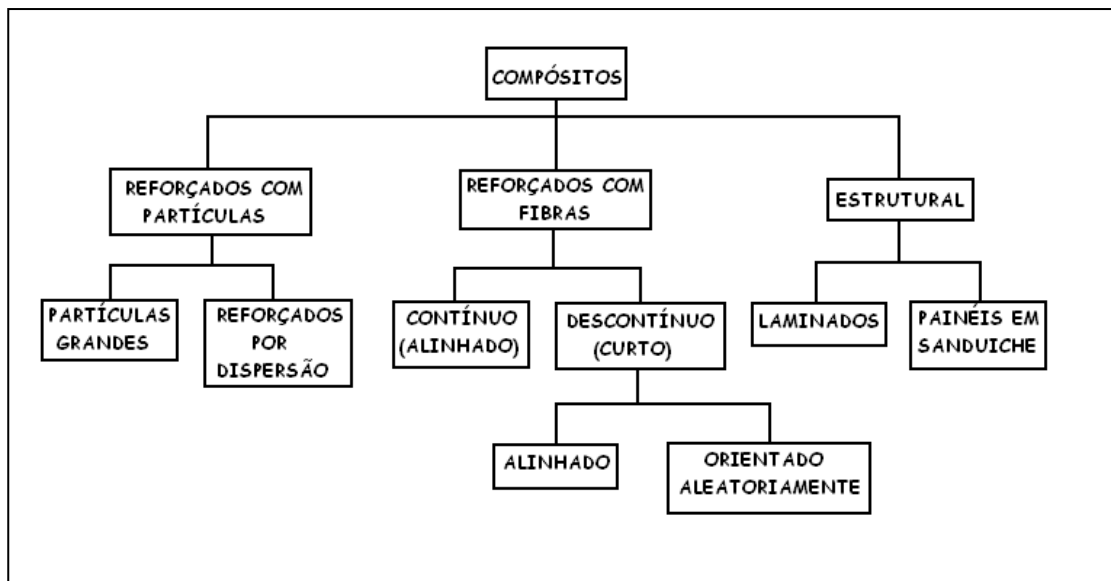 COMPÓSITOS
REFORÇADOS COM
PARTÍCULAS
REFORÇADOS COM
FIBRAS
ESTRUTURAL
PARTÍCULAS
GRANDES
REFORÇADOS
POR
DISPERSÃO
CONTÍNUO
(ALINHADO)
DESCONTÍNUO
(CURTO)
LAMINADOS
PAINÉIS EM
SANDUICHE
ALINHADO
ORIENTADO
ALEATORIAMENTE